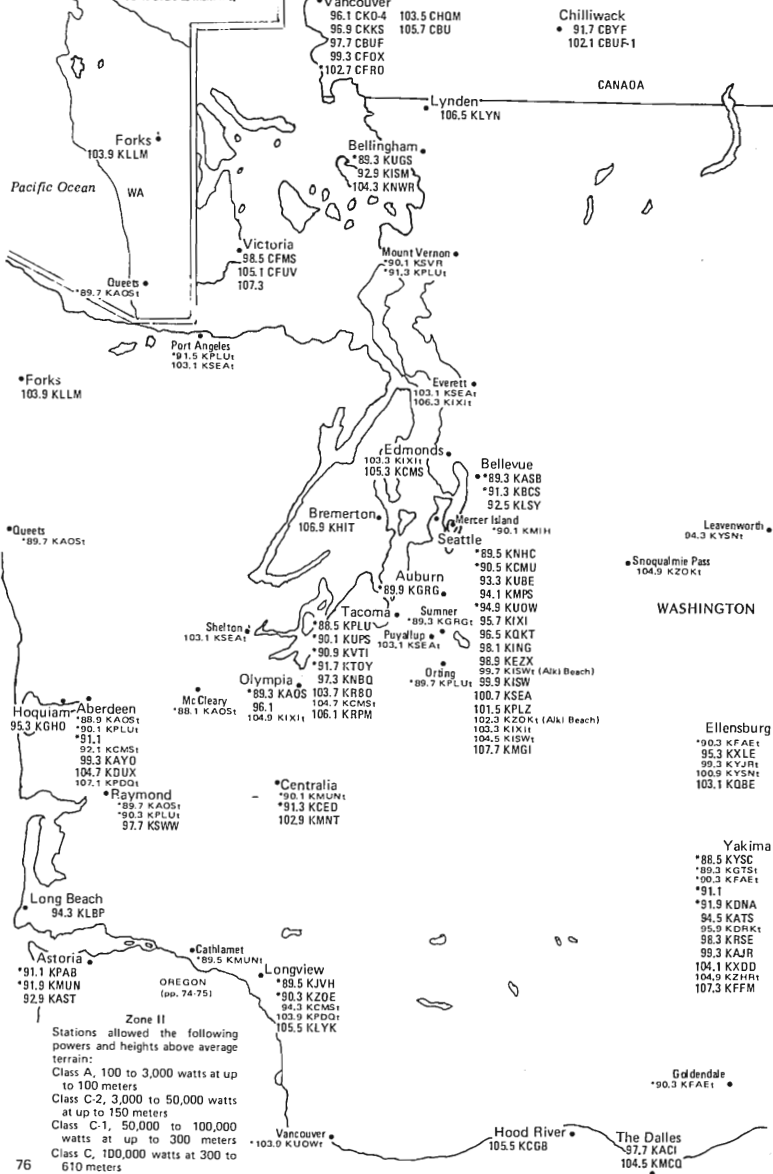 Vancouver
96.1 CKO-4 103.5 CHQM
96.9 CKKS 105.7 CBU
97.7 CBUF
99.3 CFOX
102.7 CFRO
Chilliwack
91.7 CBYF
102.1 CBUF-1
CANADA
Lynden
106.5 KLYN
Forks
103.9 KLLM
Bellingham
*89.3 KUGS
92.9 KISM
104.3 KNWR
Pacific Ocean
WA
Victoria
98.5 CFMS
105.1 CFUV
107.3
Mount Vernon
*90.1 KSVR
*91.3 KPLUt
Queets
*89.7 KAOSt
Port Angeles
*91.5 KPLUt
103.1 KSEAt
Forks
103.9 KLLM
Everett
103.1 KSEAt
106.3 KIXIt
Edmonds
103.3 KIXIt
105.3 KCMS
Bellevue
*89.3 KASB
*91.3 KBCS
92.5 KLSY
Bremerton
106.9 KHIT
Mercer Island
*90.1 KMIH
Queets
*89.7 KAOSt
Leavenworth
94.3 KYSNt
Seattle
*89.5 KNHC
*90.5 KCMU
93.3 KUBE
94.1 KMPS
*94.9 KUOW
95.7 KIXI
96.5 KQKT
98.1 KING
98.9 KEZX
99.7 KISWt (Alki Beach)
99.9 KISW
100.7 KSEA
101.5 KPLZ
102.3 KZOKt (Alki Beach)
103.3 KIXIt
104.5 KISWt
107.7 KMGI
Snoqualmie Pass
104.9 KZOKt
Auburn
*89.9 KGRG
WASHINGTON
Shelton
103.1 KSEAt
Tacoma
*88.5 KPLU
*90.1 KUPS
*90.9 KVTI
*91.7 KTOY
97.3 KNBQ
103.7 KRBO
104.7 KCMSt
106.1 KRPM
Sumner
*89.3 KGRGt
Puyallup
103.1 KSEAt
Orting
*89.7 KPLUt
Olympia
*89.3 KAOS
96.1
104.9 KIXIt
McCleary
*88.1 KAOSt
Hoquiam
95.3 KGHO
Aberdeen
*88.9 KAOSt
*90.1 KPLUt
*91.1
92.1 KCMSt
99.3 KAYO
104.7 KDUX
107.1 KPDQt
Ellensburg
*90.3 KFAEt
95.3 KXLE
99.3 KYJRt
100.9 KYSNt
103.1 KQBE
Raymond
*89.7 KAOSt
*90.3 KPLUt
97.7 KSWW
Centralia
*90.1 KMUNt
*91.3 KCED
102.9 KMNT
Yakima
*88.5 KYSC
*89.3 KGTSt
*90.3 KFAEt
*91.1
*91.9 KDNA
94.5 KATS
95.9 KDRKt
98.3 KRSE
99.3 KAJR
104.1 KXDD
104.9 KZHRt
107.3 KFFM
Long Beach
94.3 KLBP
Astoria
*91.1 KPAB
*91.9 KMUN
92.9 KAST
Cathlamet
*89.5 KMUNt
OREGON
(pp. 74-75)
Longview
*89.5 KJVH
*90.3 KZOE
94.3 KCMSt
103.9 KPDQt
105.5 KLYK
Zone II
Stations allowed the following
powers and heights above average
terrain:
Class A, 100 to 3,000 watts at up
to 100 meters
Class C-2, 3,000 to 50,000 watts
at up to 150 meters
Class C-1, 50,000 to 100,000
watts at up to 300 meters
Class C, 100,000 watts at 300 to
610 meters
Goldendale
*90.3 KFAEt
Vancouver
*103.9 KUOWt
Hood River
105.5 KCGB
The Dalles
97.7 KACI
104.5 KMCQ
76